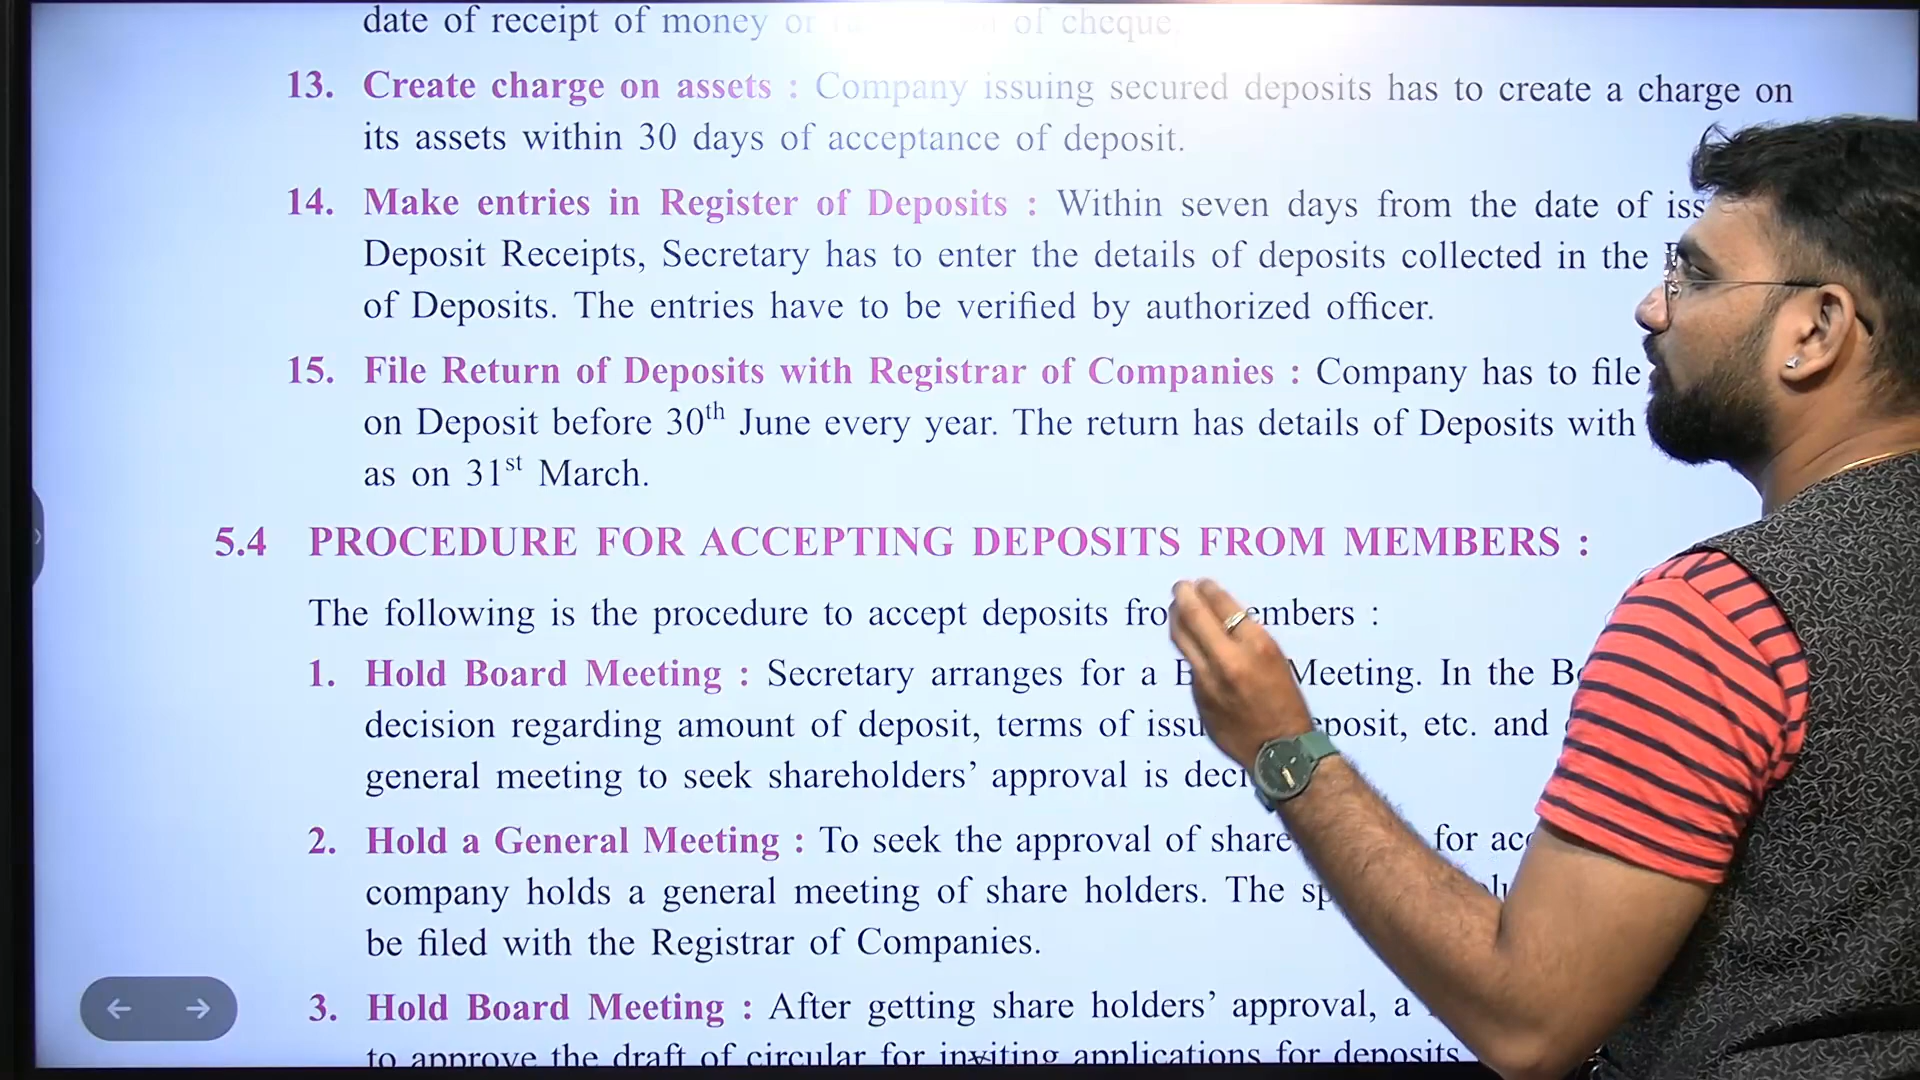 date of receipt of money or of cheque.
13. Create charge on assets : Company issuing secured deposits has to create a charge on
its assets within 30 days of acceptance of deposit.
14. Make entries in Register of Deposits : Within seven days from the date of iss
Deposit Receipts, Secretary has to enter the details of deposits collected in the
of Deposits. The entries have to be verified by authorized officer.
15. File Return of Deposits with Registrar of Companies : Company has to file
on Deposit before 30th June every year. The return has details of Deposits with
as on 31st March.
5.4 PROCEDURE FOR ACCEPTING DEPOSITS FROM MEMBERS :
The following is the procedure to accept deposits fro embers :
1. Hold Board Meeting : Secretary arranges for a B Meeting. In the Bo
decision regarding amount of deposit, terms of issu eposit, etc. and
general meeting to seek shareholders’ approval is deci
2. Hold a General Meeting : To seek the approval of share for acc
company holds a general meeting of share holders. The sp olu
be filed with the Registrar of Companies.
3. Hold Board Meeting : After getting share holders’ approval, a
to approve the draft of circular for inviting applications for deposits